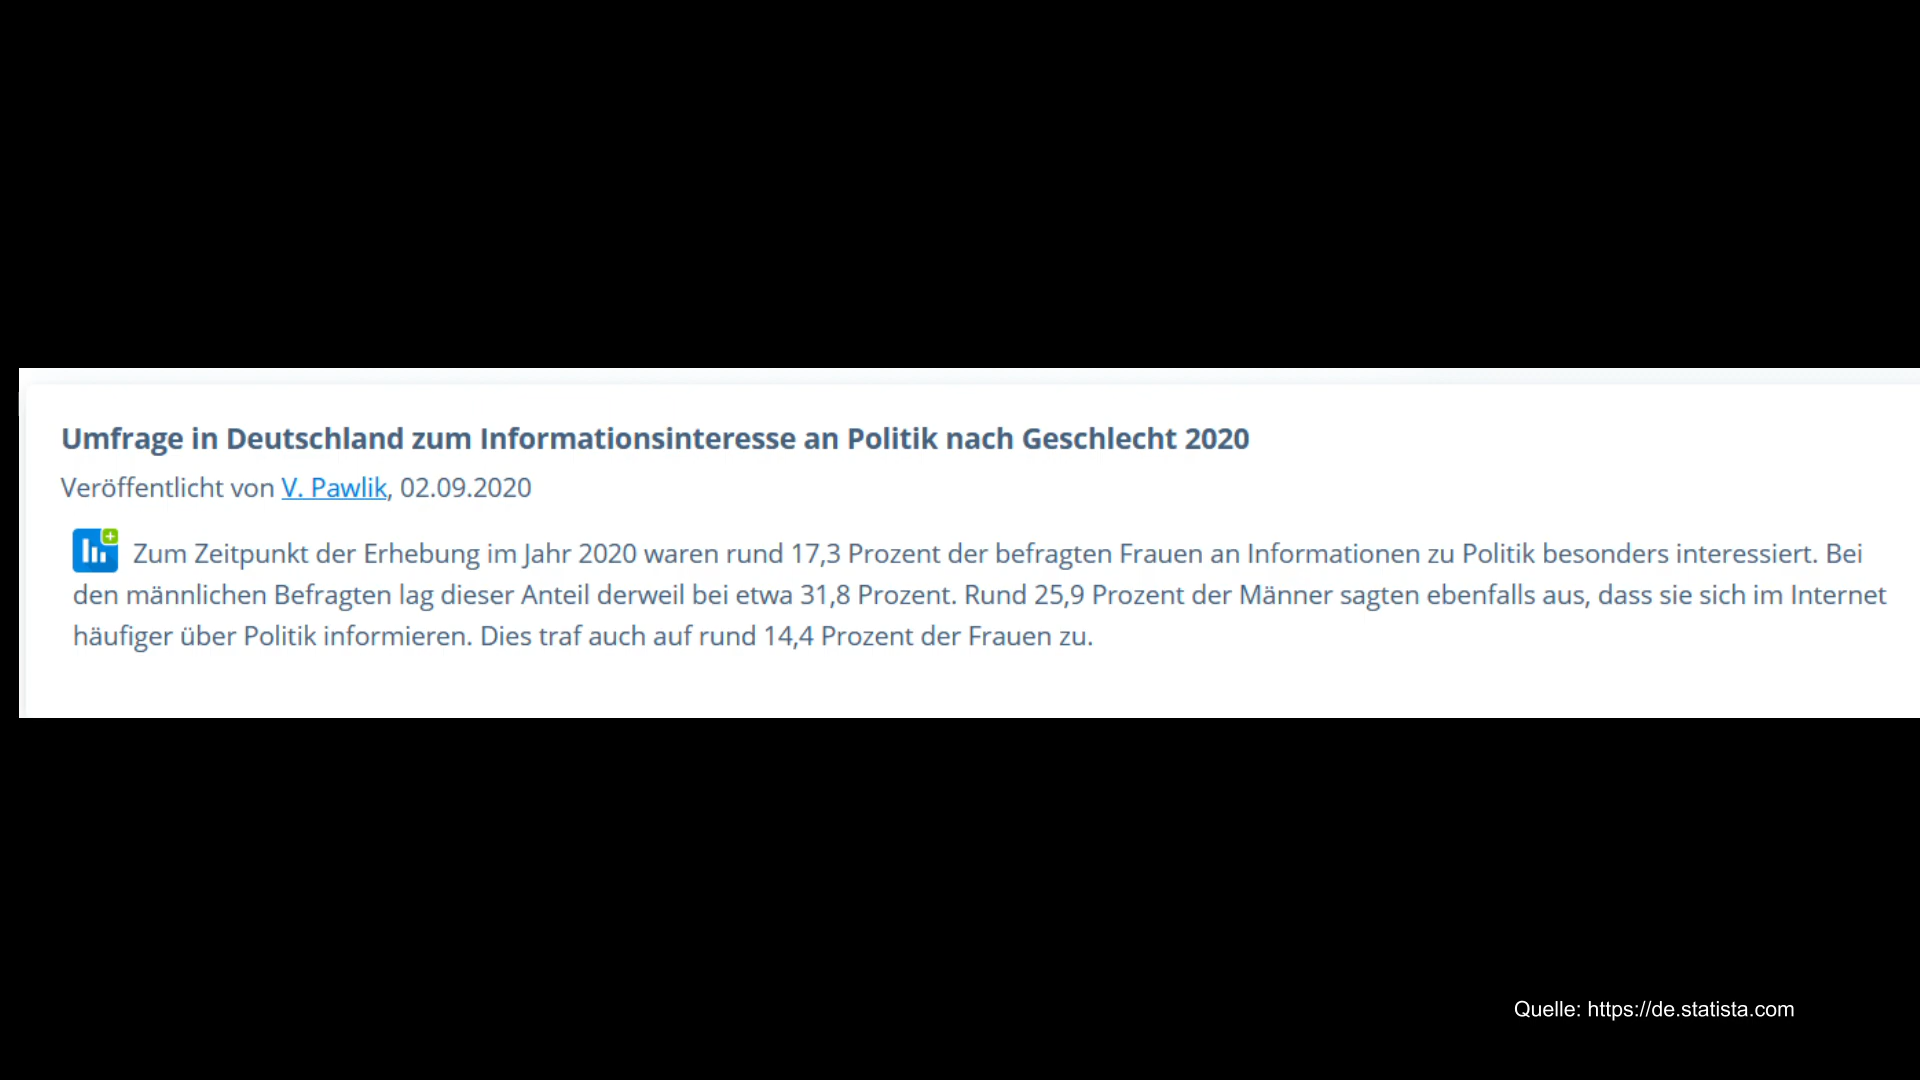 Umfrage in Deutschland zum Informationsinteresse an Politik nach Geschlecht 2020
Veröffentlicht von V. Pawlik, 02.09.2020
Zum Zeitpunkt der Erhebung im Jahr 2020 waren rund 17,3 Prozent der befragten Frauen an Informationen zu Politik besonders interessiert. Bei
den männlichen Befragten lag dieser Anteil derweil bei etwa 31,8 Prozent. Rund 25,9 Prozent der Männer sagten ebenfalls aus, dass sie sich im Internet
häufiger über Politik informieren. Dies traf auch auf rund 14,4 Prozent der Frauen zu.
Quelle: https://de.statista.com